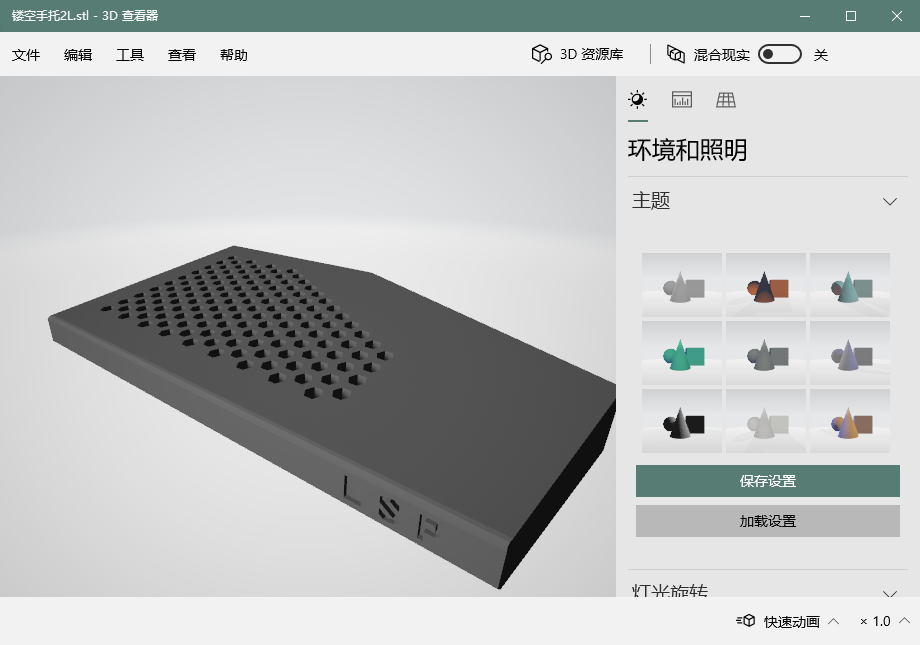 镂空手托2L.stl - 3D 查看器
文件 编辑 工具 查看 帮助 3D 资源库 混合现实 关
环境和照明
主题
保存设置
加载设置
灯光旋转
L S P
快速动画 × 1.0